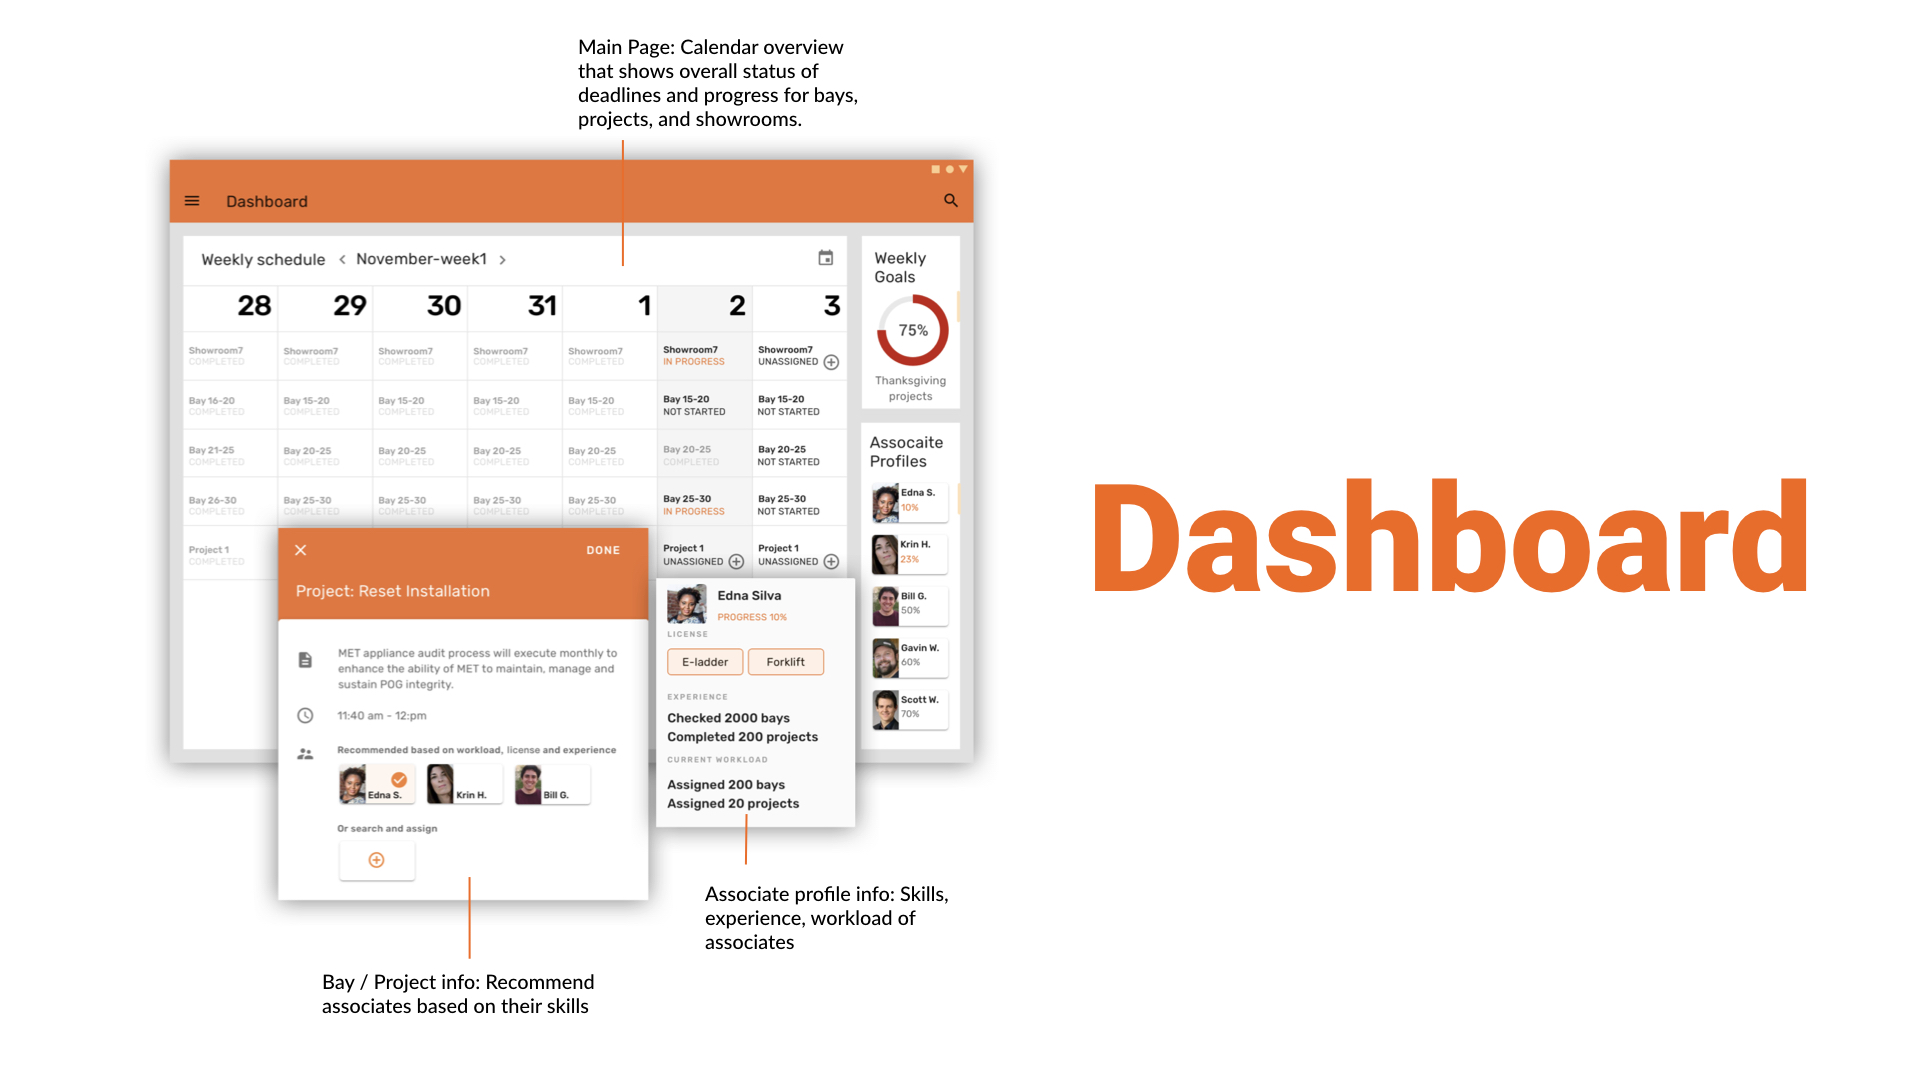 Main Page: Calendar overview
that shows overall status of
deadlines and progress for bays,
projects, and showrooms.
Dashboard
Weekly schedule < November-week1 >
28 29 30 31 1 2 3
Showroom7 Showroom7 Showroom7 Showroom7 Showroom7 Showroom7 Showroom7
COMPLETED COMPLETED COMPLETED COMPLETED COMPLETED IN PROGRESS UNASSIGNED
Bay 16-20 Bay 15-20 Bay 15-20 Bay 15-20 Bay 15-20 Bay 15-20 Bay 15-20
COMPLETED COMPLETED COMPLETED COMPLETED COMPLETED NOT STARTED NOT STARTED
Bay 21-25 Bay 20-25 Bay 20-25 Bay 20-25 Bay 20-25 Bay 20-25 Bay 20-25
COMPLETED COMPLETED COMPLETED COMPLETED COMPLETED COMPLETED NOT STARTED
Bay 26-30 Bay 25-30 Bay 25-30 Bay 25-30 Bay 25-30 Bay 25-30 Bay 25-30
COMPLETED COMPLETED COMPLETED COMPLETED COMPLETED IN PROGRESS NOT STARTED
Project 1 Project 1 Project 1
COMPLETED UNASSIGNED UNASSIGNED
Weekly
Goals
75%
Thanksgiving
projects
Assocaite
Profiles
Edna S.
10%
Krin H.
23%
Bill G.
50%
Gavin W.
60%
Scott W.
70%
DONE
Project: Reset Installation
MET appliance audit process will execute monthly to
enhance the ability of MET to maintain, manage and
sustain POG integrity.
11:40 am - 12:pm
Recommended based on workload, license and experience
Edna S. Krin H. Bill G.
Or search and assign
Edna Silva
PROGRESS 10%
LICENSE
E-ladder Forklift
EXPERIENCE
Checked 2000 bays
Completed 200 projects
CURRENT WORKLOAD
Assigned 200 bays
Assigned 20 projects
Associate profile info: Skills,
experience, workload of
associates
Bay / Project info: Recommend
associates based on their skills
Dashboard